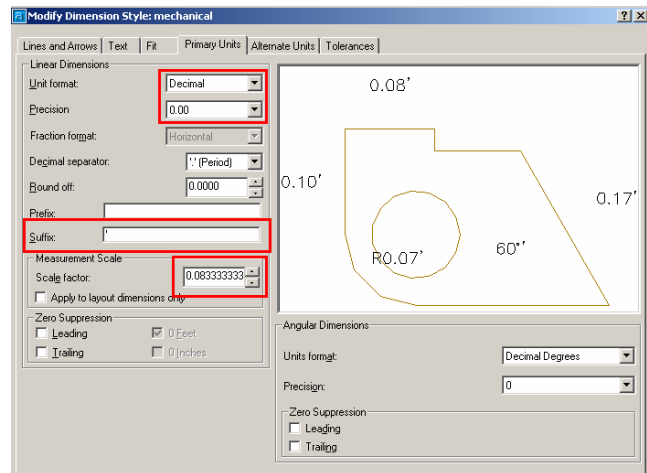 Modify Dimension Style: mechanical
Lines and Arrows Text Fit Primary Units Alternate Units Tolerances
Linear Dimensions
Unit format: Decimal
Precision 0.00
Fraction format: Horizontal
Decimal separator: '.' (Period)
Round off: 0.0000
Prefix:
Suffix: '
Measurement Scale
Scale factor: 0.083333333
Apply to layout dimensions only
Zero Suppression
Leading 0 Feet
Trailing 0 Inches
0.08'
0.10'
0.17'
R0.07'
60°'
Angular Dimensions
Units format: Decimal Degrees
Precision: 0
Zero Suppression
Leading
Trailing